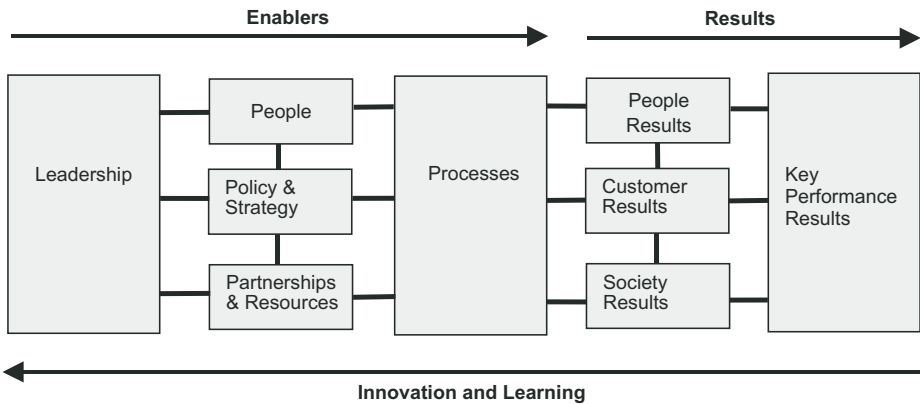 Enablers
Results
Leadership
People
Policy &
Strategy
Partnerships
& Resources
Processes
People
Results
Customer
Results
Society
Results
Key
Performance
Results
Innovation and Learning